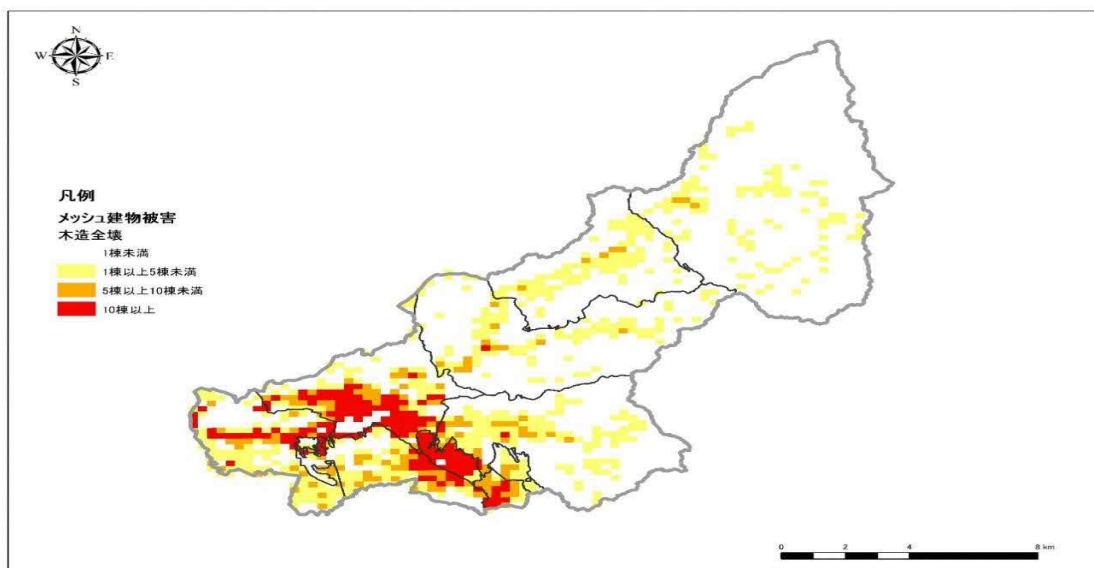 N
W E
S
凡例
メッシュ建物被害
木造全壊
1棟未満
1棟以上5棟未満
5棟以上10棟未満
10棟以上
0 2 4 8 km